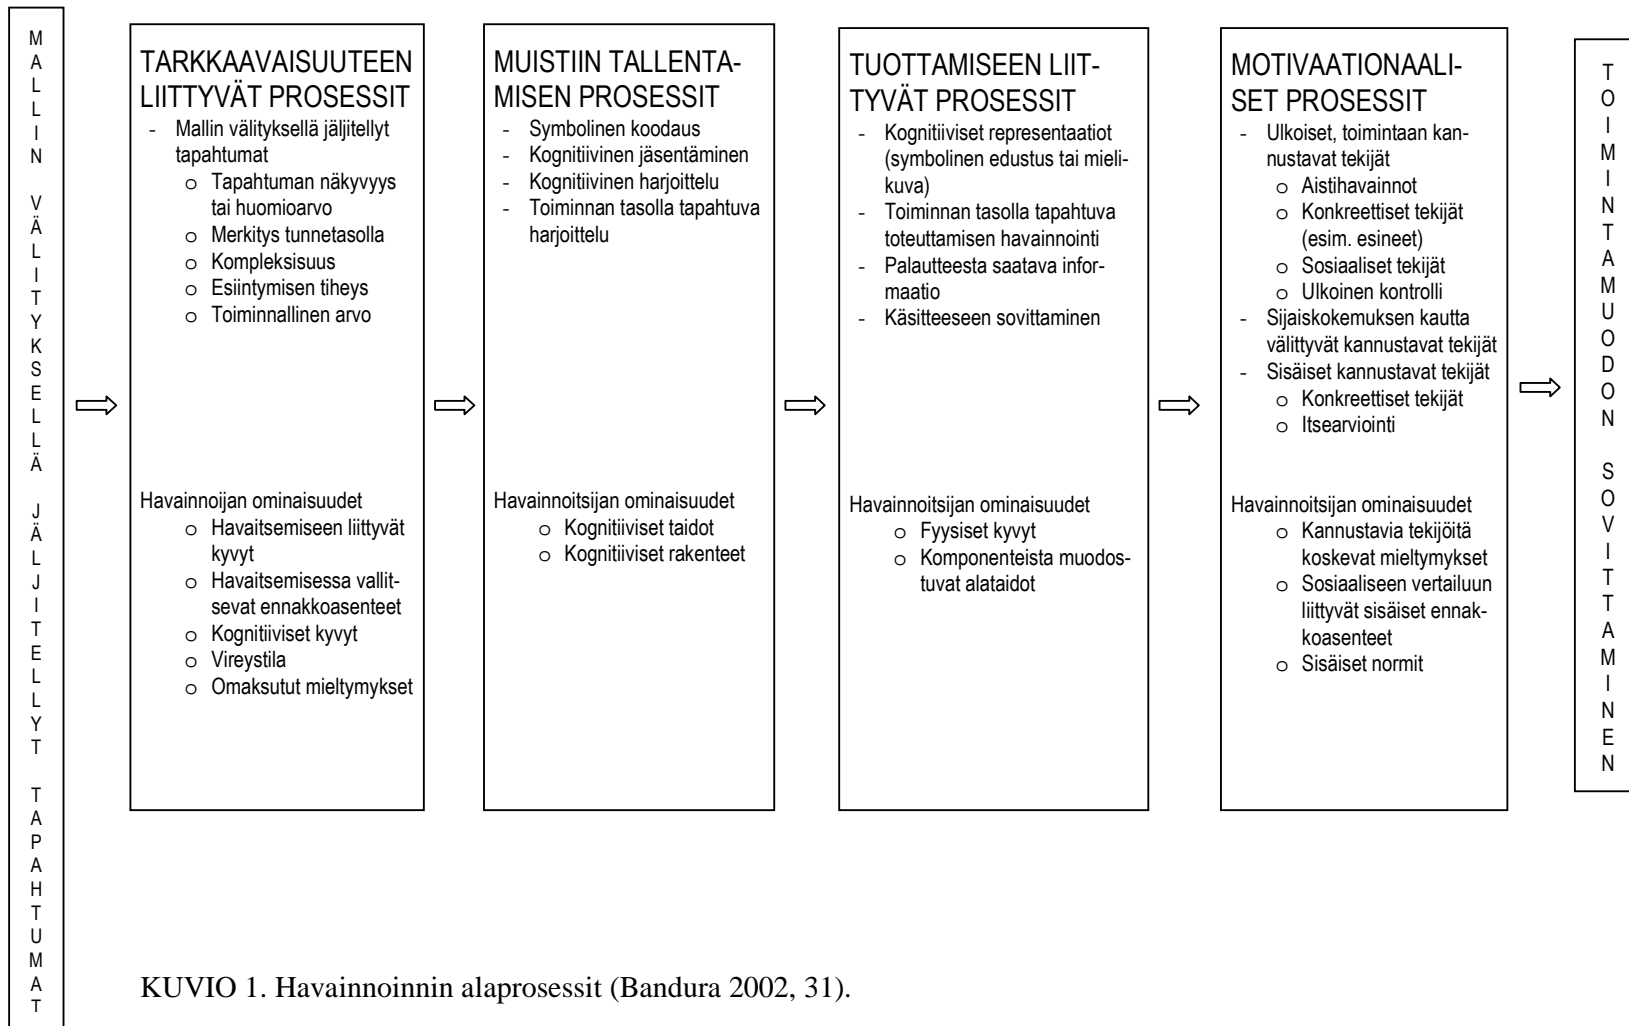 MALLIN VÄLITYKSELLÄ JÄLJITELLYT TAPAHTUMAT
TARKKAAVAISUUTEEN
LIITTYVÄT PROSESSIT
- Mallin välityksellä jäljitellyt
tapahtumat
o Tapahtuman näkyvyys
tai huomioarvo
o Merkitys tunnetasolla
o Kompleksisuus
o Esiintymisen tiheys
o Toiminnallinen arvo
Havainnoijan ominaisuudet
o Havaitsemiseen liittyvät
kyvyt
o Havaitsemisessa vallit-
sevat ennakkoasenteet
o Kognitiiviset kyvyt
o Vireystila
o Omaksutut mieltymykset
MUISTIIN TALLENTA-
MISEN PROSESSIT
- Symbolinen koodaus
- Kognitiivinen jäsentäminen
- Kognitiivinen harjoittelu
- Toiminnan tasolla tapahtuva
harjoittelu
Havainnoitsijan ominaisuudet
o Kognitiiviset taidot
o Kognitiiviset rakenteet
TUOTTAMISEEN LIIT-
TYVÄT PROSESSIT
- Kognitiiviset representaatiot
(symbolinen edustus tai mieli-
kuva)
- Toiminnan tasolla tapahtuva
toteuttamisen havainnointi
- Palautteesta saatava infor-
maatio
- Käsitteeseen sovittaminen
Havainnoitsijan ominaisuudet
o Fyysiset kyvyt
o Komponenteista muodos-
tuvat alataidot
MOTIVAATIONAALI-
SET PROSESSIT
- Ulkoiset, toimintaan kan-
nustavat tekijät
o Aistihavainnot
o Konkreettiset tekijät
(esim. esineet)
o Sosiaaliset tekijät
o Ulkoinen kontrolli
- Sijaiskokemuksen kautta
välittyvät kannustavat tekijät
- Sisäiset kannustavat tekijät
o Konkreettiset tekijät
o Itsearviointi
Havainnoitsijan ominaisuudet
o Kannustavia tekijöitä
koskevat mieltymykset
o Sosiaaliseen vertailuun
liittyvät sisäiset ennak-
koasenteet
o Sisäiset normit
TOIMINTAMUODON SOVITTAMINEN
KUVIO 1. Havainnoinnin alaprosessit (Bandura 2002, 31).